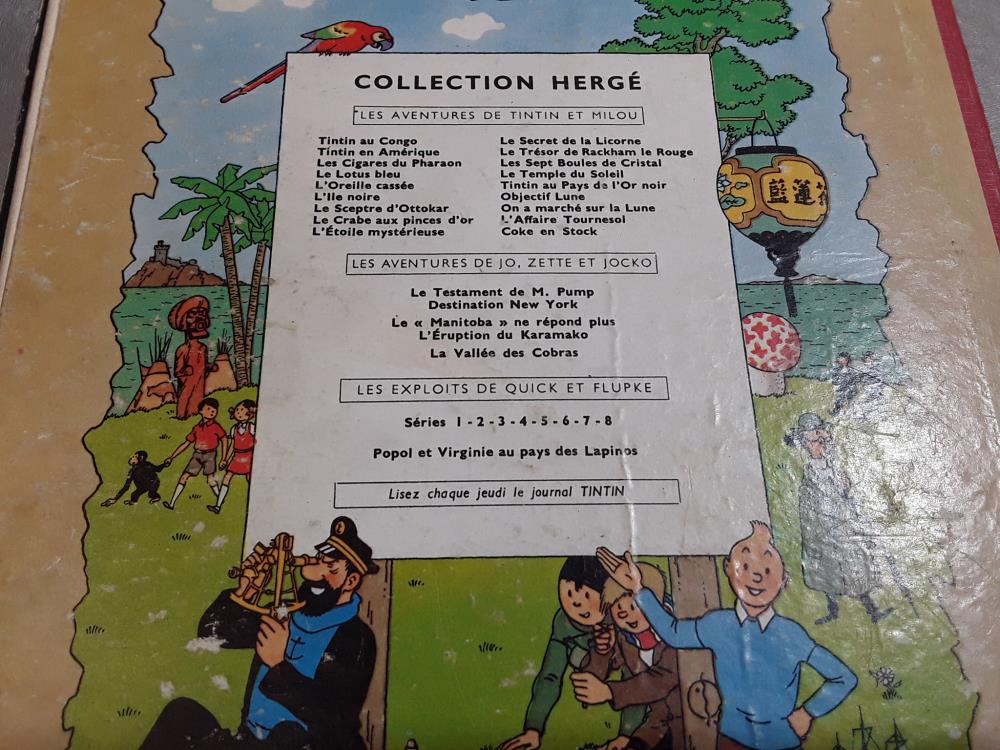 COLLECTION HERGÉ
LES AVENTURES DE TINTIN ET MILOU
Tintin au Congo
Tintin en Amérique
Les Cigares du Pharaon
Le Lotus bleu
L'Oreille cassée
L'Ile noire
Le Sceptre d'Ottokar
Le Crabe aux pinces d'or
L'Étoile mystérieuse
Le Secret de la Licorne
Le Trésor de Rackham le Rouge
Les Sept Boules de Cristal
Le Temple du Soleil
Tintin au Pays de l'Or noir
Objectif Lune
On a marché sur la Lune
L'Affaire Tournesol
Coke en Stock
LES AVENTURES DE JO, ZETTE ET JOCKO
Le Testament de M. Pump
Destination New York
Le « Manitoba » ne répond plus
L'Éruption du Karamako
La Vallée des Cobras
LES EXPLOITS DE QUICK ET FLUPKE
Séries 1 - 2 - 3 - 4 - 5 - 6 - 7 - 8
Popol et Virginie au pays des Lapinos
Lisez chaque jeudi le journal TINTIN
藍蓮